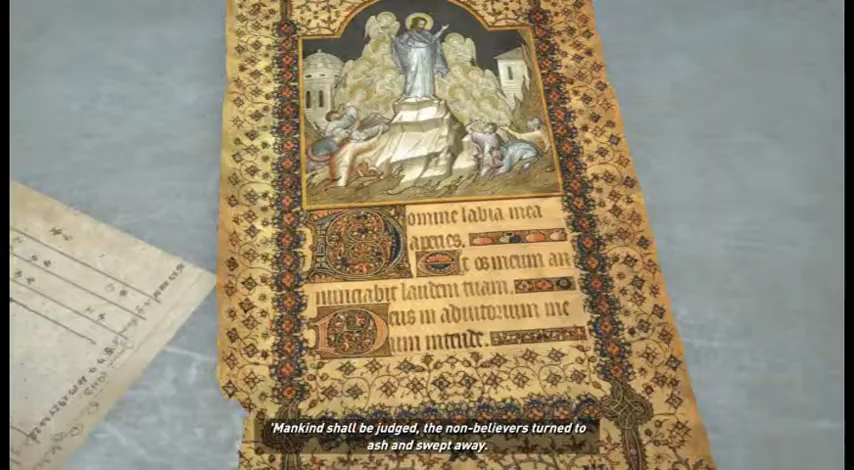 Domine labia mea
aperies.
Et os meum an
nunciabit laudem tuam.
Deus in adiutorium me
um intende.
'Mankind shall be judged, the non-believers turned to
ash and swept away.